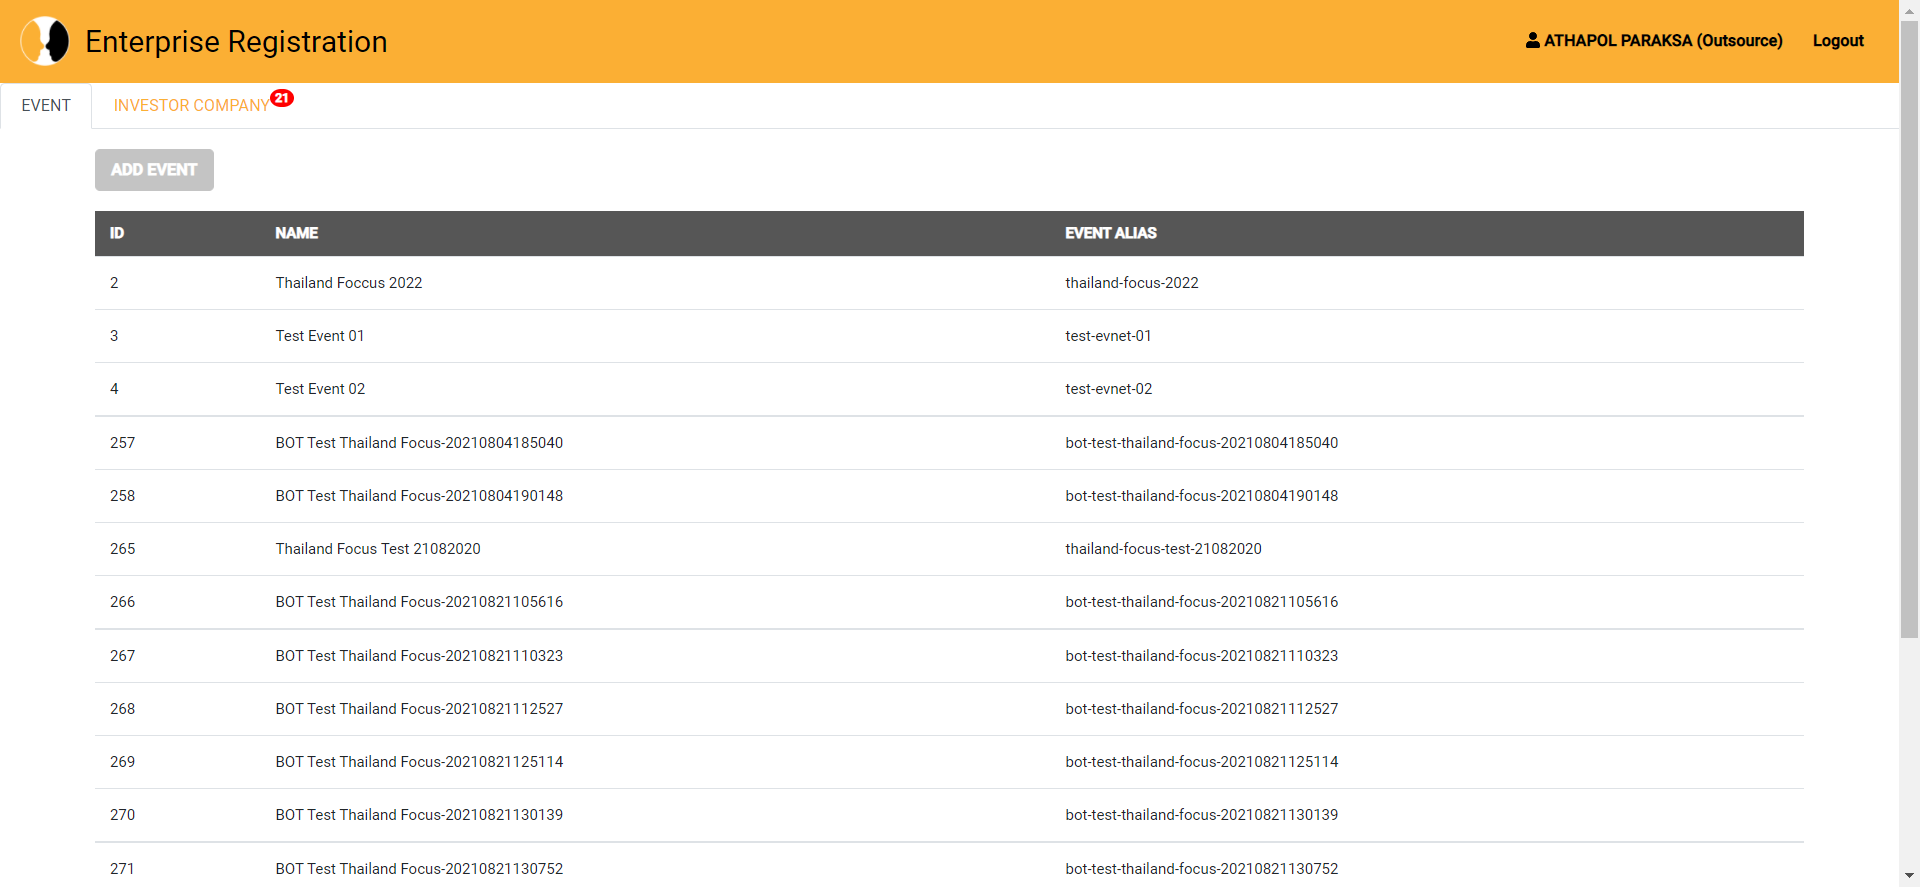 Enterprise Registration
ATHAPOL PARAKSA (Outsource) Logout
EVENT INVESTOR COMPANY 21
ADD EVENT
ID NAME EVENT ALIAS
2 Thailand Foccus 2022 thailand-focus-2022
3 Test Event 01 test-evnet-01
4 Test Event 02 test-evnet-02
257 BOT Test Thailand Focus-20210804185040 bot-test-thailand-focus-20210804185040
258 BOT Test Thailand Focus-20210804190148 bot-test-thailand-focus-20210804190148
265 Thailand Focus Test 21082020 thailand-focus-test-21082020
266 BOT Test Thailand Focus-20210821105616 bot-test-thailand-focus-20210821105616
267 BOT Test Thailand Focus-20210821110323 bot-test-thailand-focus-20210821110323
268 BOT Test Thailand Focus-20210821112527 bot-test-thailand-focus-20210821112527
269 BOT Test Thailand Focus-20210821125114 bot-test-thailand-focus-20210821125114
270 BOT Test Thailand Focus-20210821130139 bot-test-thailand-focus-20210821130139
271 BOT Test Thailand Focus-20210821130752 bot-test-thailand-focus-20210821130752